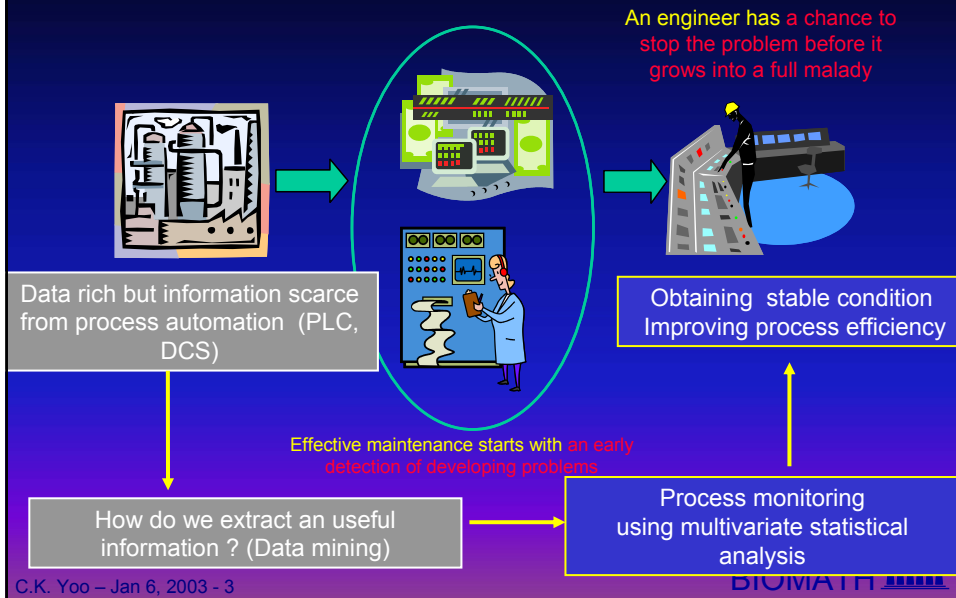 An engineer has a chance to
stop the problem before it
grows into a full malady
Data rich but information scarce
from process automation (PLC,
DCS)
Obtaining stable condition
Improving process efficiency
Effective maintenance starts with an early
detection of developing problems
How do we extract an useful
information ? (Data mining)
Process monitoring
using multivariate statistical
analysis
C.K. Yoo – Jan 6, 2003 - 3
BIOMATH